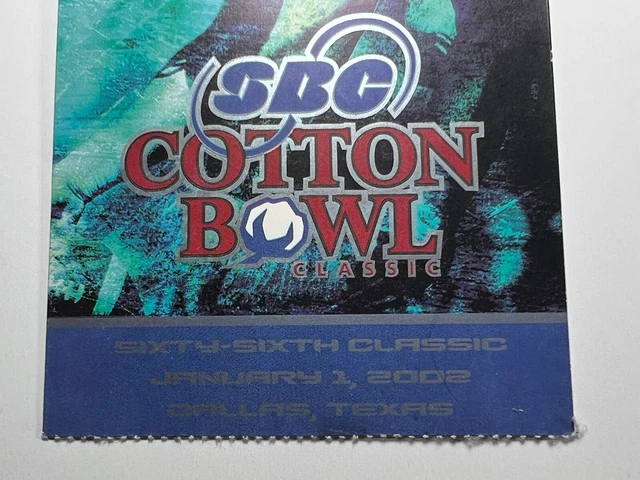 SBC
COTTON
BOWL
CLASSIC
SIXTY-SIXTH CLASSIC
JANUARY 1, 2002
DALLAS, TEXAS